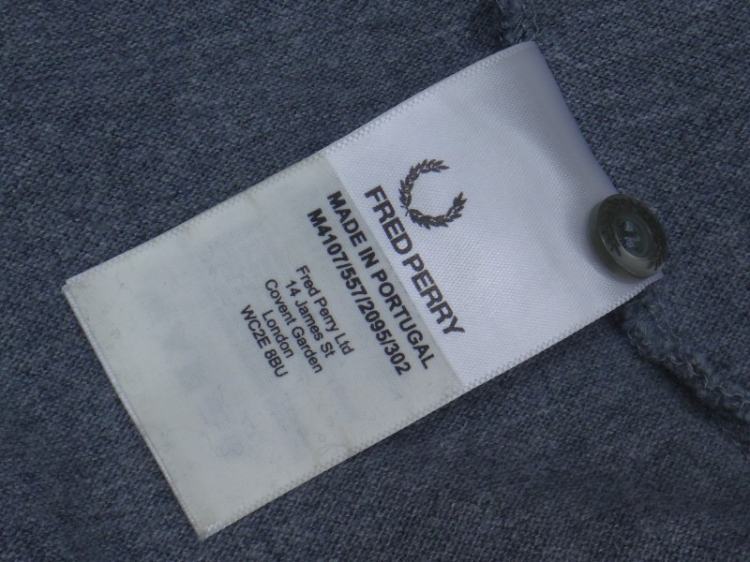 FRED PERRY
MADE IN PORTUGAL
M4107/557/2095/302
Fred Perry Ltd
14 James St
Covent Garden
London
WC2E 8BU